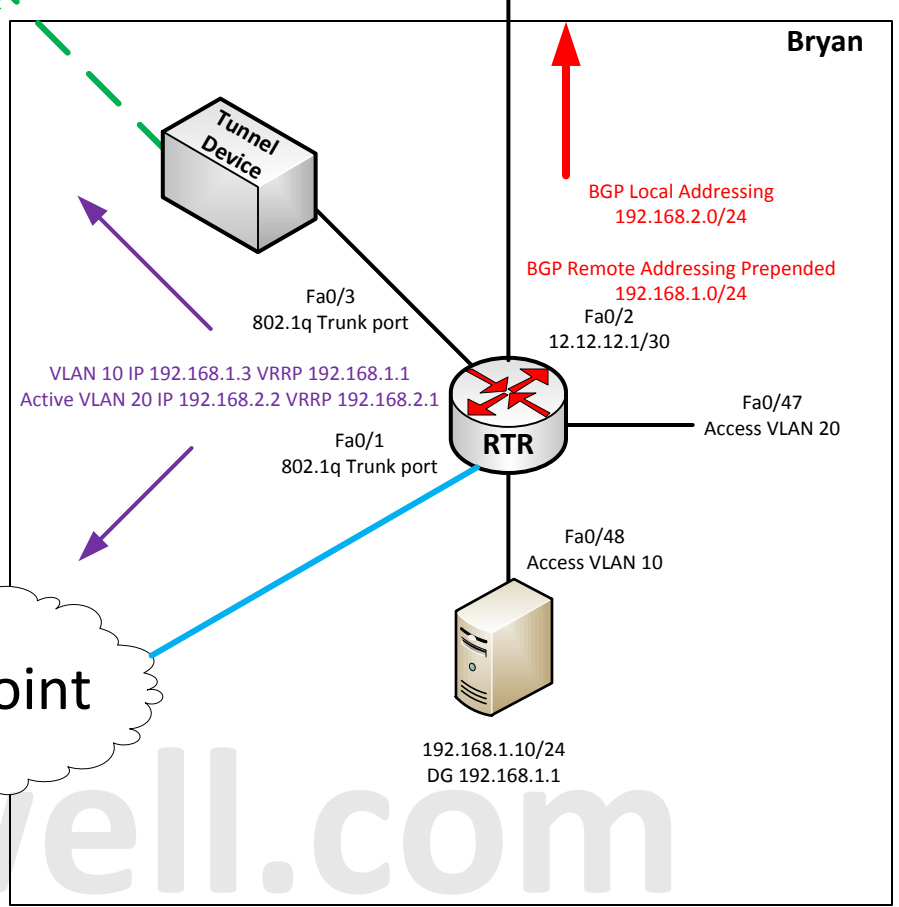 Bryan
Tunnel
Device
BGP Local Addressing
192.168.2.0/24
BGP Remote Addressing Prepended
192.168.1.0/24
Fa0/2
12.12.12.1/30
Fa0/3
802.1q Trunk port
VLAN 10 IP 192.168.1.3 VRRP 192.168.1.1
Active VLAN 20 IP 192.168.2.2 VRRP 192.168.2.1
Fa0/47
Access VLAN 20
RTR
Fa0/1
802.1q Trunk port
Fa0/48
Access VLAN 10
oint
192.168.1.10/24
DG 192.168.1.1
ell.com